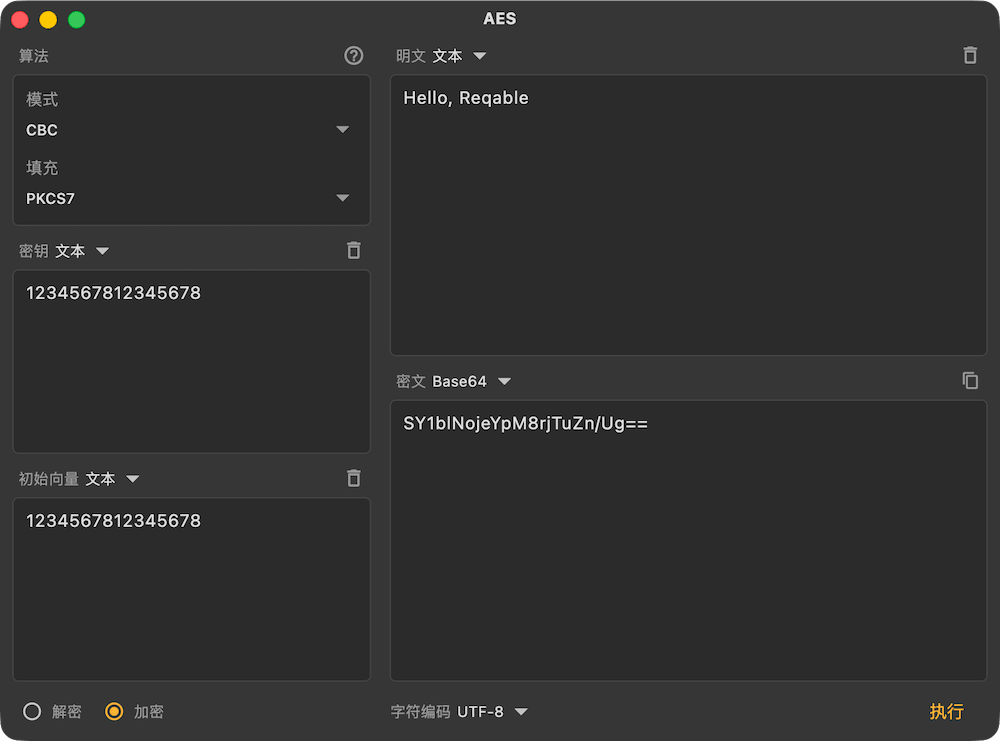 AES
算法
模式
CBC
填充
PKCS7
密钥 文本
1234567812345678
初始向量 文本
1234567812345678
解密 加密
明文 文本
Hello, Reqable
密文 Base64
SY1blNojeYpM8rjTuZn/Ug==
字符编码 UTF-8
执行